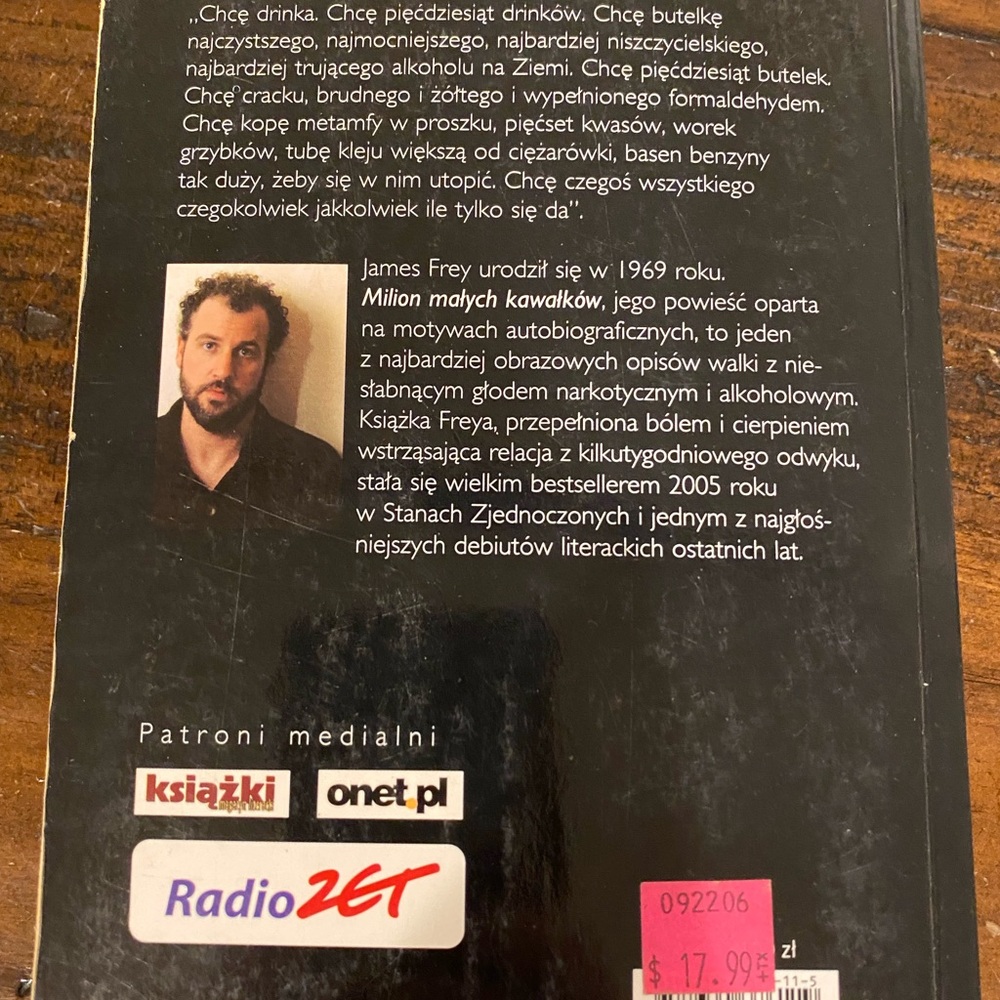 „Chcę drinka. Chcę pięćdziesiąt drinków. Chcę butelkę
najczystszego, najmocniejszego, najbardziej niszczycielskiego,
najbardziej trującego alkoholu na Ziemi. Chcę pięćdziesiąt butelek.
Chcę cracku, brudnego i żółtego i wypełnionego formaldehydem.
Chcę kopę metamfy w proszku, pięćset kwasów, worek
grzybków, tubę kleju większą od ciężarówki, basen benzyny
tak duży, żeby się w nim utopić. Chcę czegoś wszystkiego
czegokolwiek jakkolwiek ile tylko się da”.
James Frey urodził się w 1969 roku.
Milion małych kawałków, jego powieść oparta
na motywach autobiograficznych, to jeden
z najbardziej obrazowych opisów walki z nie-
słabnącym głodem narkotycznym i alkoholowym.
Książka Freya, przepełniona bólem i cierpieniem
wstrząsająca relacja z kilkutygodniowego odwyku,
stała się wielkim bestsellerem 2005 roku
w Stanach Zjednoczonych i jednym z najgłoś-
niejszych debiutów literackich ostatnich lat.
Patroni medialni
książki
onet.pl
Radio ZET
092206
$ 17.99+TX
zł
-11-5